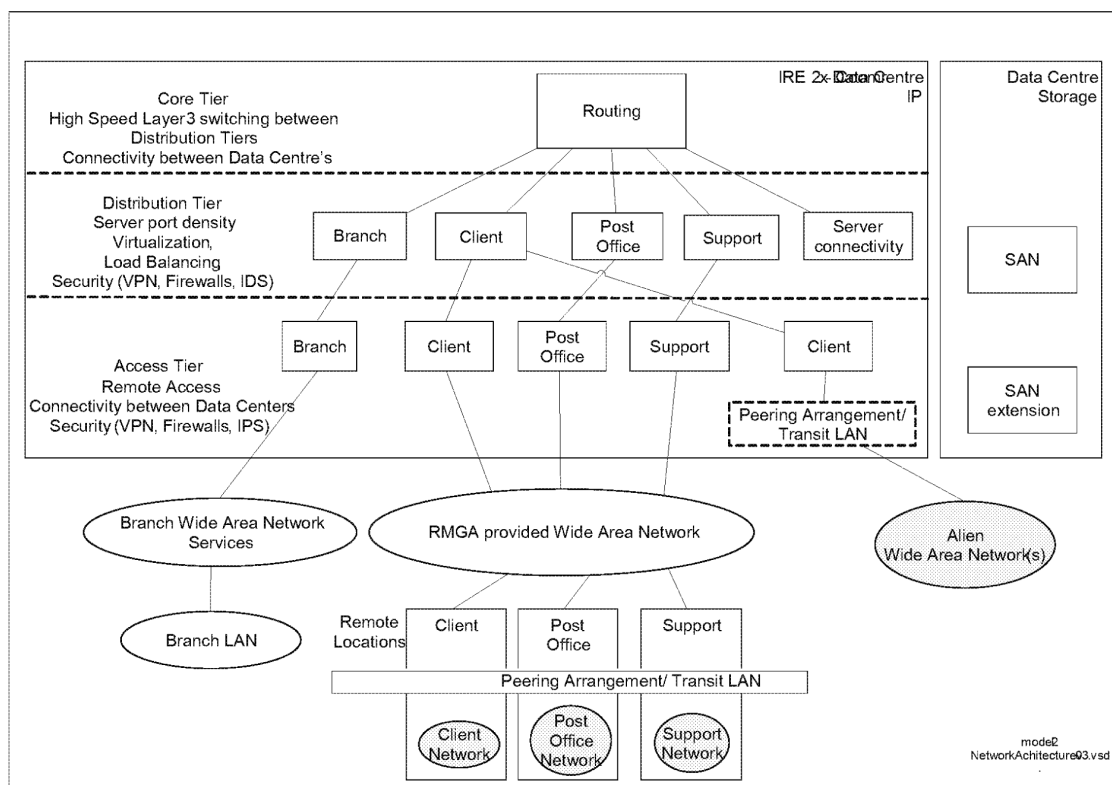 IRE 2x Data Centre
IP
Data Centre
Storage
Core Tier
High Speed Layer3 switching between
Distribution Tiers
Connectivity between Data Centre's
Routing
Distribution Tier
Server port density
Virtualization,
Load Balancing
Security (VPN, Firewalls, IDS)
Branch
Client
Post
Office
Support
Server
connectivity
SAN
Access Tier
Remote Access
Connectivity between Data Centers
Security (VPN, Firewalls, IPS)
Branch
Client
Post
Office
Support
Client
SAN
extension
Peering Arrangement/
Transit LAN
Branch Wide Area Network
Services
RMGA provided Wide Area Network
Alien
Wide Area Network(s)
Branch LAN
Remote
Locations
Client
Post
Office
Support
Peering Arrangement/ Transit LAN
Client
Network
Post
Office
Network
Support
Network
model2
NetworkAchitecture03.vsd